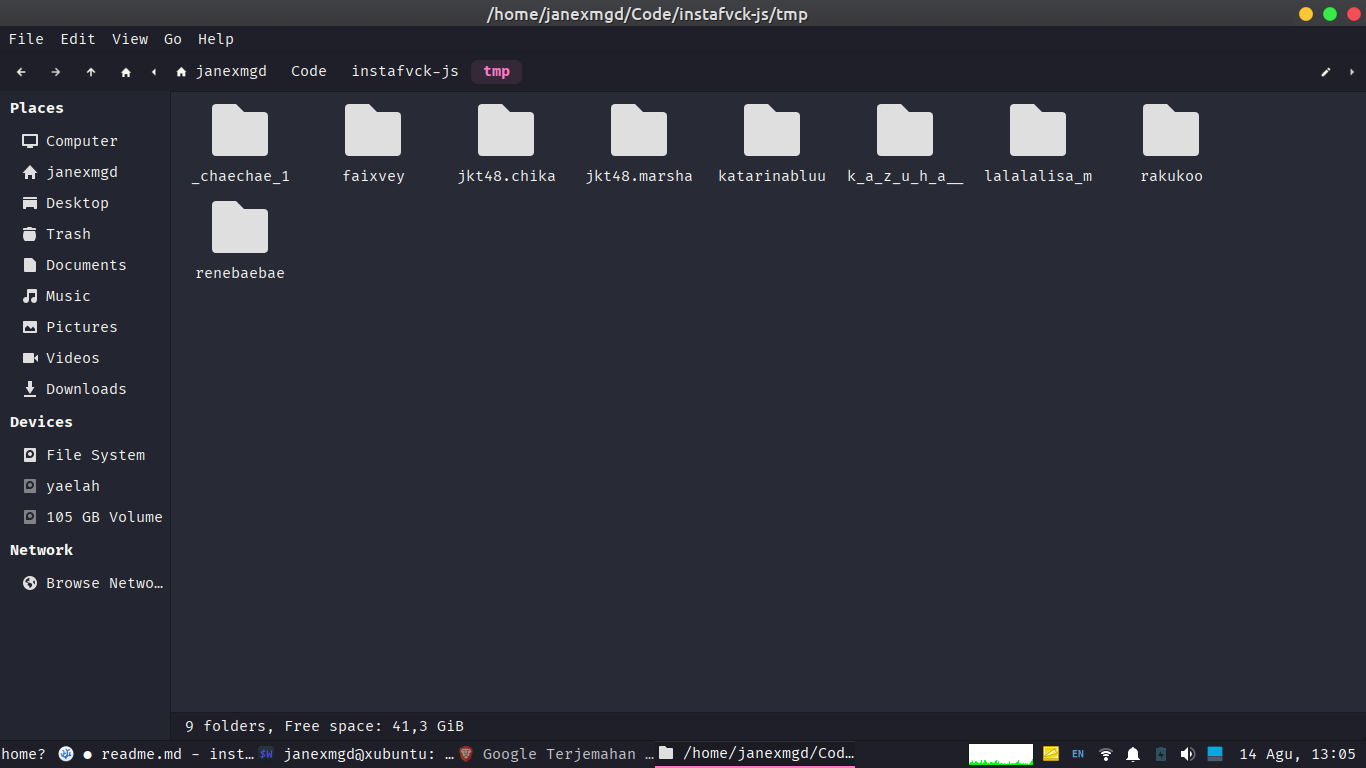 /home/janexmgd/Code/instafvck-js/tmp
File Edit View Go Help
janexmgd Code instafvck-js tmp
Places
Computer
janexmgd
Desktop
Trash
Documents
Music
Pictures
Videos
Downloads
Devices
File System
yaelah
105 GB Volume
Network
Browse Netwo…
_chaechae_1 faixvey jkt48.chika jkt48.marsha katarinabluu k_a_z_u_h_a__ lalalalisa_m rakukoo
renebaebae
9 folders, Free space: 41,3 GiB
home? ● readme.md – inst… $W janexmgd@xubuntu: … Google Terjemahan … /home/janexmgd/Cod… EN 14 Agu, 13:05